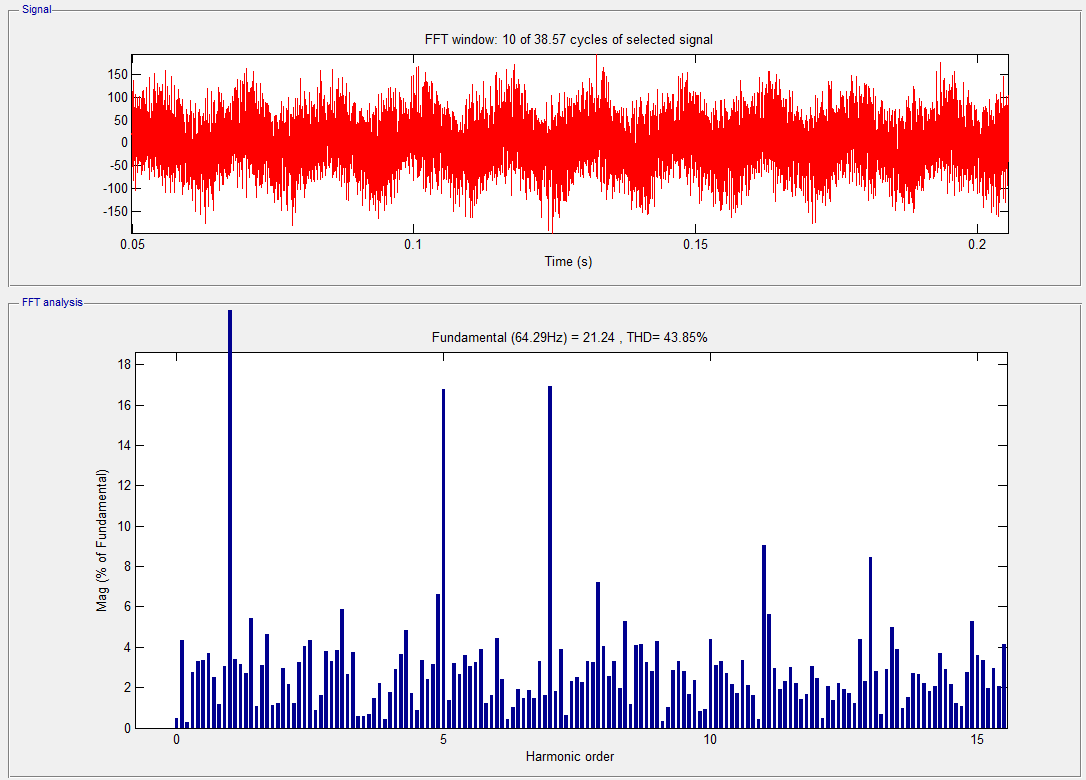 Signal
FFT window: 10 of 38.57 cycles of selected signal
150
100
50
0
-50
-100
-150
0.05 0.1 0.15 0.2
Time (s)
FFT analysis
Fundamental (64.29Hz) = 21.24 , THD= 43.85%
18
16
14
12
10
8
6
4
2
0
Mag (% of Fundamental)
0 5 10 15
Harmonic order